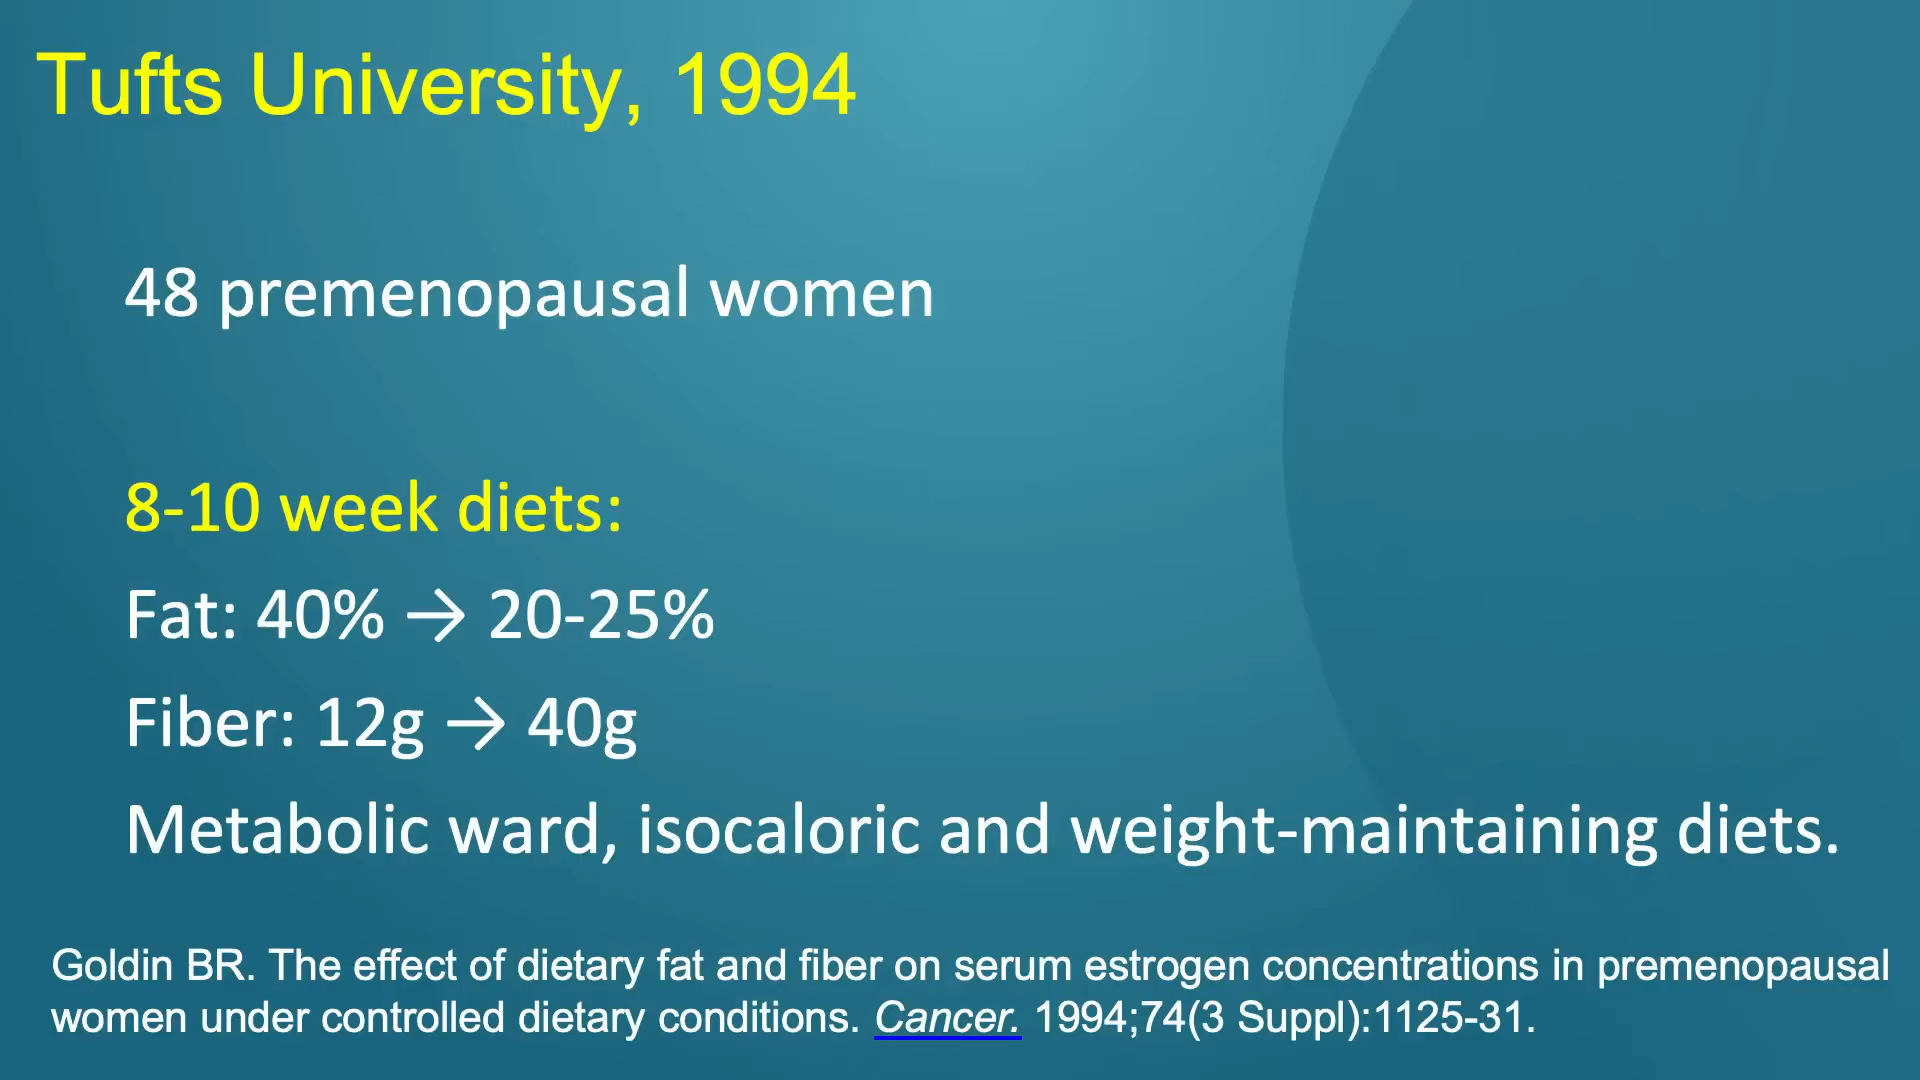 Tufts University, 1994
48 premenopausal women
8-10 week diets:
Fat: 40% → 20-25%
Fiber: 12g → 40g
Metabolic ward, isocaloric and weight-maintaining diets.
Goldin BR. The effect of dietary fat and fiber on serum estrogen concentrations in premenopausal
women under controlled dietary conditions. Cancer. 1994;74(3 Suppl):1125-31.